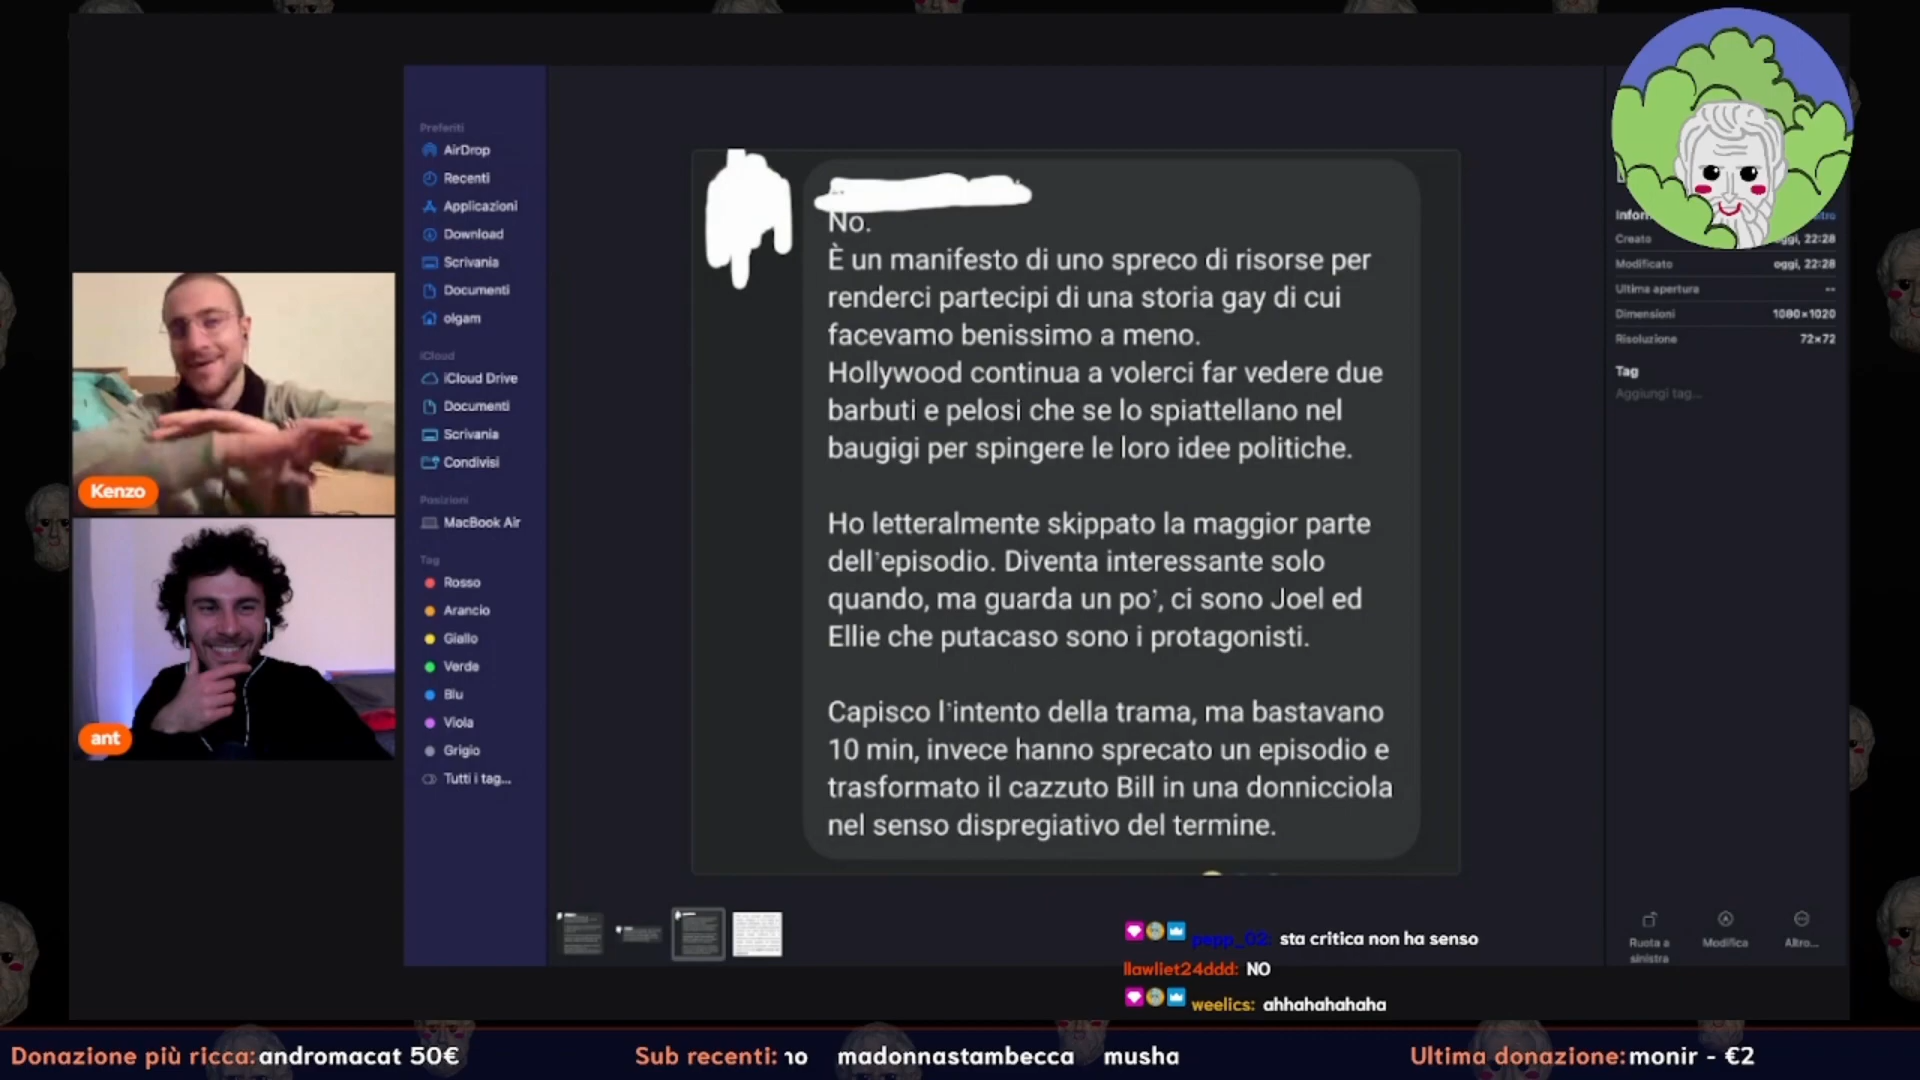 Preferiti
AirDrop
Recenti
Applicazioni
Download
Scrivania
Documenti
olgam
iCloud
iCloud Drive
Documenti
Scrivania
Condivisi
Posizioni
MacBook Air
Tag
Rosso
Arancio
Giallo
Verde
Blu
Viola
Grigio
Tutti i tag...
Kenzo
ant
No.
È un manifesto di uno spreco di risorse per
renderci partecipi di una storia gay di cui
facevamo benissimo a meno.
Hollywood continua a volerci far vedere due
barbuti e pelosi che se lo spiattellano nel
baugigi per spingere le loro idee politiche.
Ho letteralmente skippato la maggior parte
dell'episodio. Diventa interessante solo
quando, ma guarda un po', ci sono Joel ed
Ellie che putacaso sono i protagonisti.
Capisco l'intento della trama, ma bastavano
10 min, invece hanno sprecato un episodio e
trasformato il cazzuto Bill in una donnicciola
nel senso dispregiativo del termine.
Creato oggi, 22:28
Modificato oggi, 22:28
Ultima apertura --
Dimensioni 1080×1020
Risoluzione 72×72
Tag
Aggiungi tag...
Ruota a
sinistra
Modifica
Altro...
papp_02: sta critica non ha senso
llawliet24ddd: NO
weelics: ahhahahahaha
Donazione più ricca: andromacat 50€ Sub recenti: madonnastambecca musha Ultima donazione: monir - €2